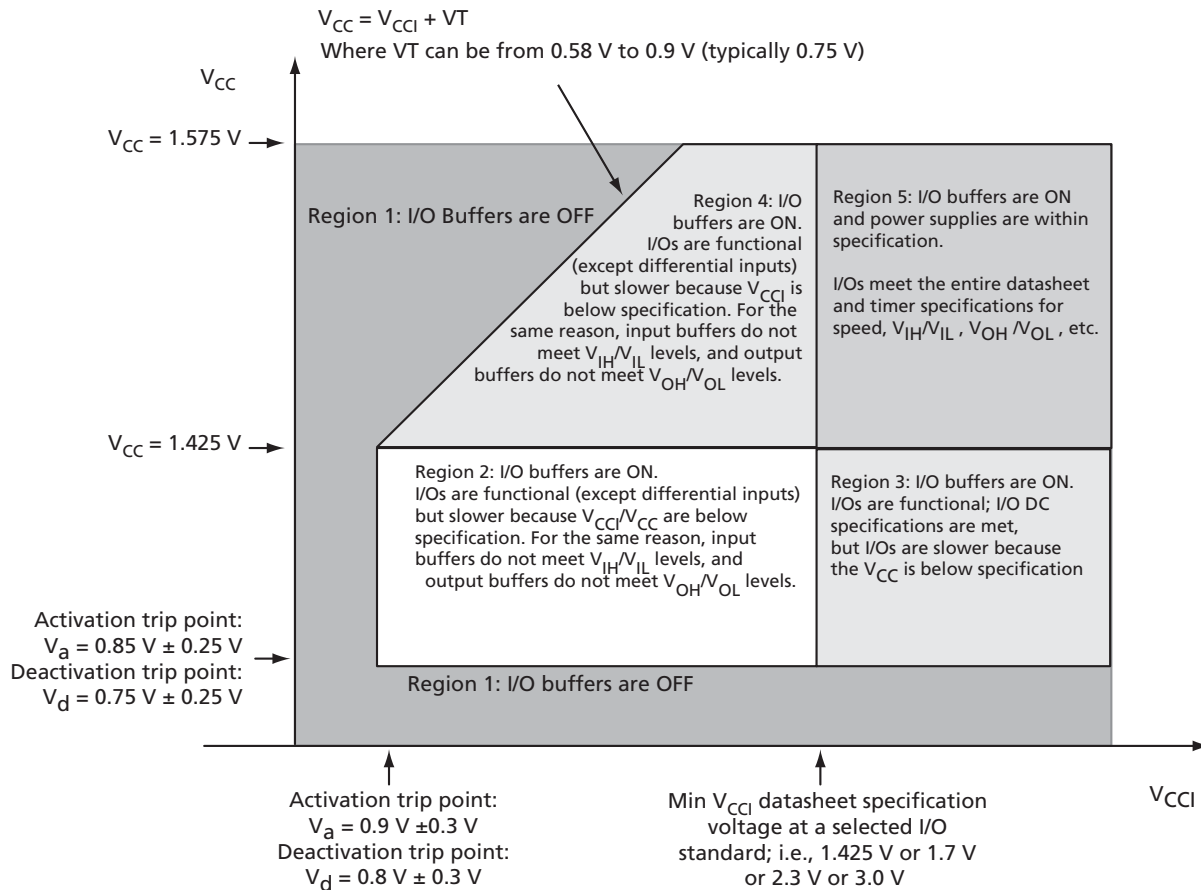 VCC = VCCI + VT
Where VT can be from 0.58 V to 0.9 V (typically 0.75 V)
VCC
VCC = 1.575 V
Region 1: I/O Buffers are OFF
Region 4: I/O
buffers are ON.
I/Os are functional
(except differential inputs)
but slower because VCCI is
below specification. For the
same reason, input buffers do not
meet VIH/VIL levels, and output
buffers do not meet VOH/VOL levels.
Region 5: I/O buffers are ON
and power supplies are within
specification.
I/Os meet the entire datasheet
and timer specifications for
speed, VIH/VIL , VOH /VOL , etc.
VCC = 1.425 V
Region 2: I/O buffers are ON.
I/Os are functional (except differential inputs)
but slower because VCCI/VCC are below
specification. For the same reason, input
buffers do not meet VIH/VIL levels, and
output buffers do not meet VOH/VOL levels.
Region 3: I/O buffers are ON.
I/Os are functional; I/O DC
specifications are met,
but I/Os are slower because
the VCC is below specification
Activation trip point:
Va = 0.85 V ± 0.25 V
Deactivation trip point:
Vd = 0.75 V ± 0.25 V
Region 1: I/O buffers are OFF
Activation trip point:
Va = 0.9 V ±0.3 V
Deactivation trip point:
Vd = 0.8 V ± 0.3 V
Min VCCI datasheet specification
voltage at a selected I/O
standard; i.e., 1.425 V or 1.7 V
or 2.3 V or 3.0 V
VCCI